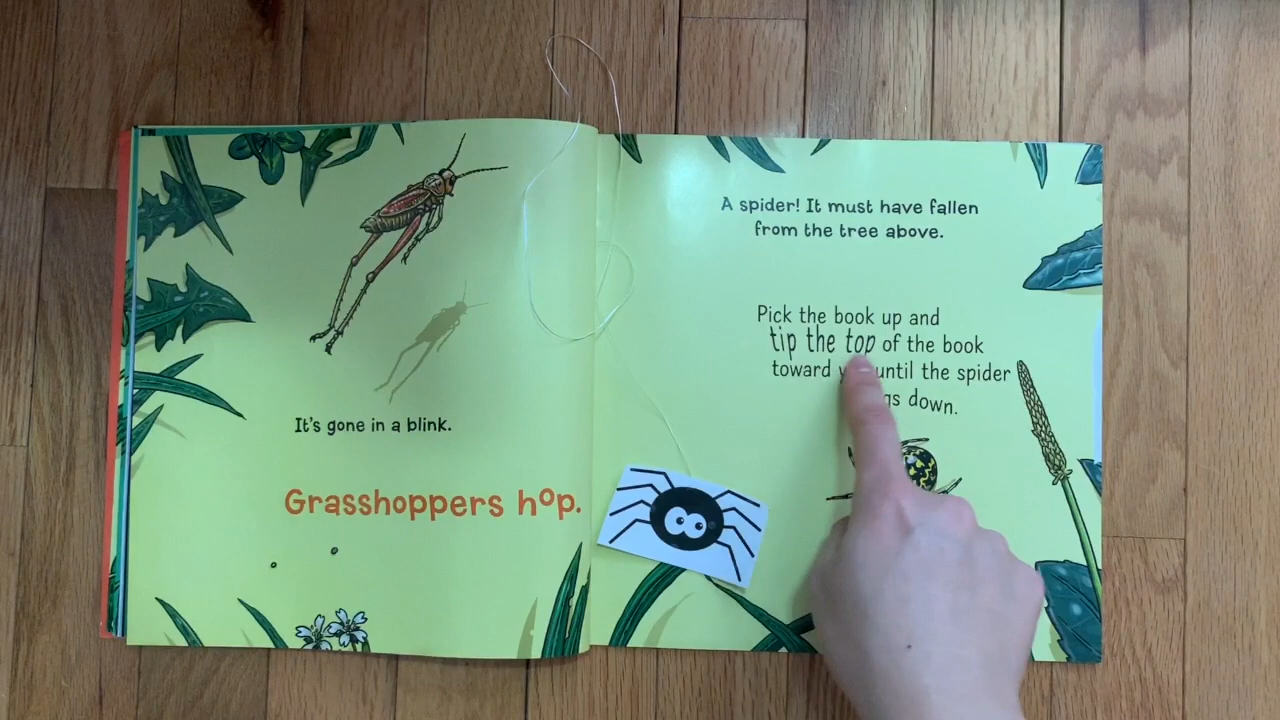 It's gone in a blink.
Grasshoppers hop.
A spider! It must have fallen
from the tree above.
Pick the book up and
tip the top of the book
toward until the spider
down.